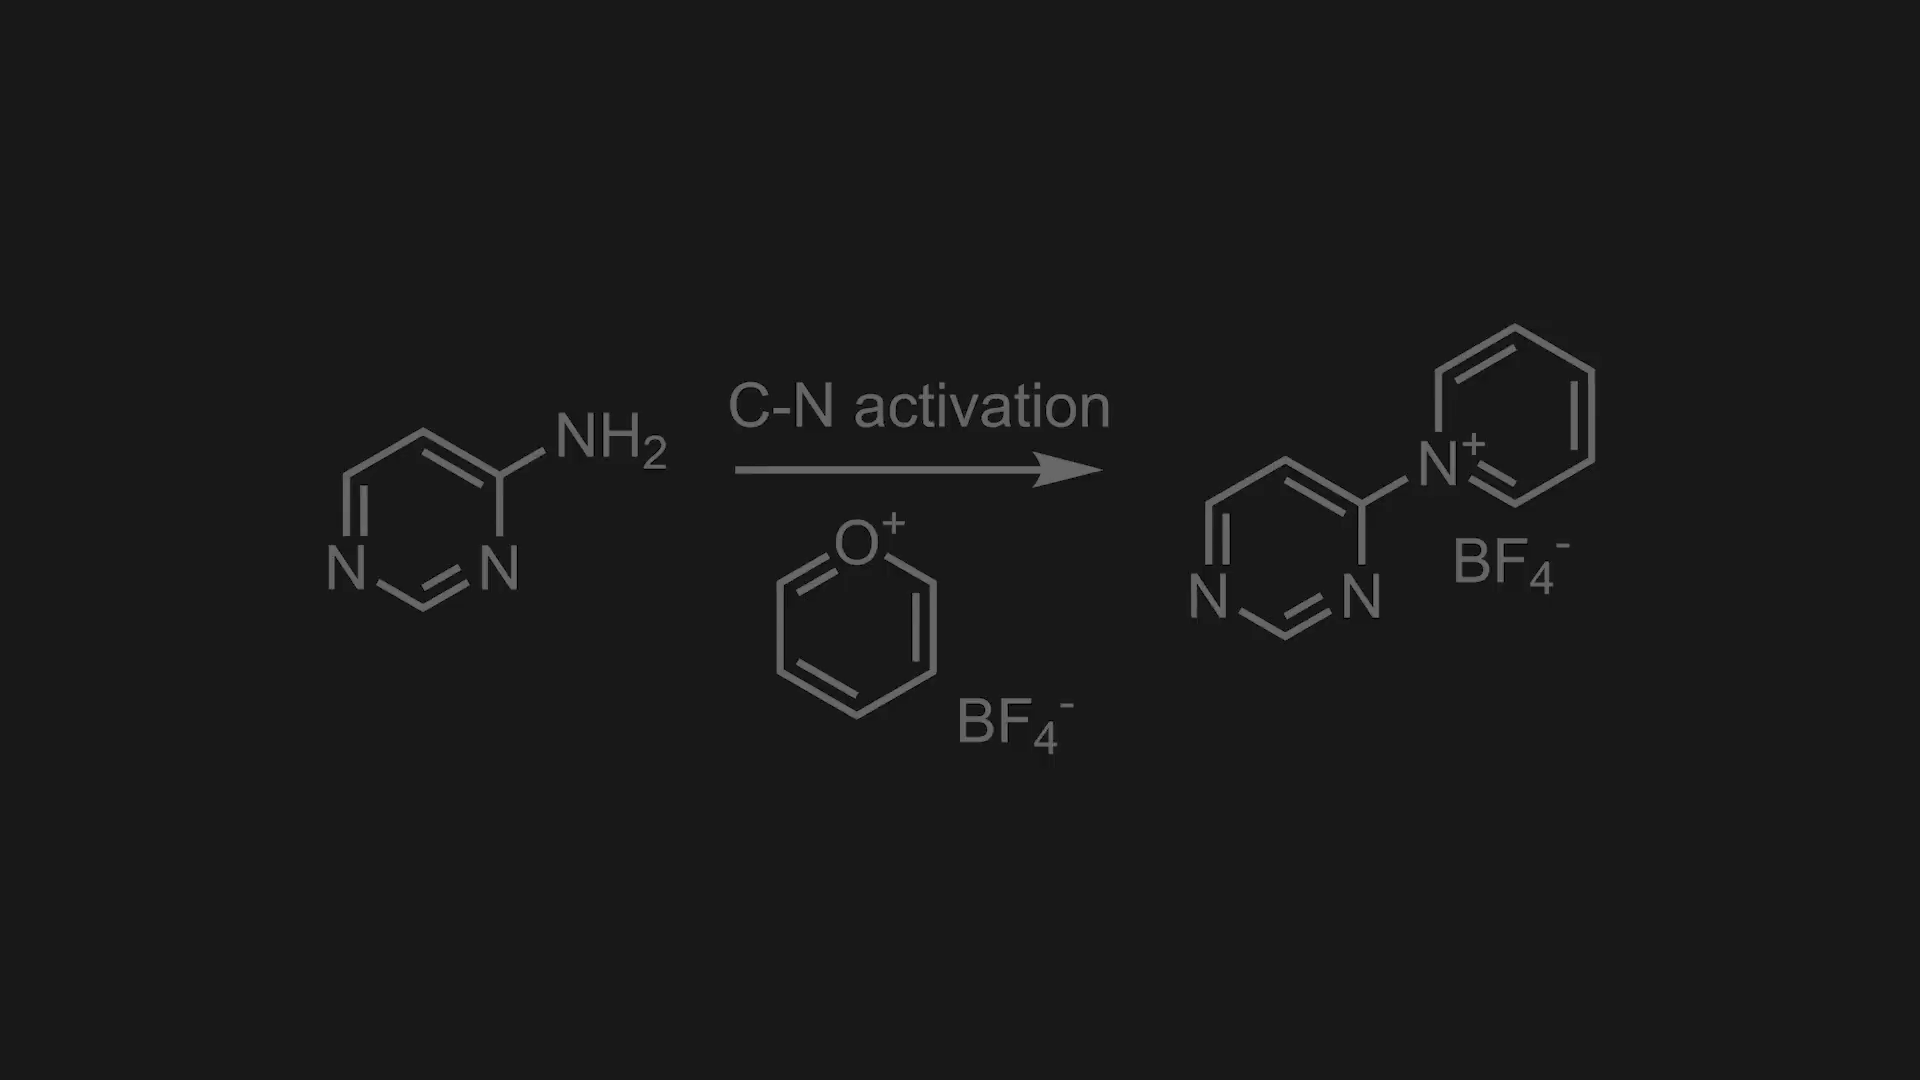 NH₂
N
N
C-N activation
O⁺
BF₄⁻
N⁺
N
N
BF₄⁻